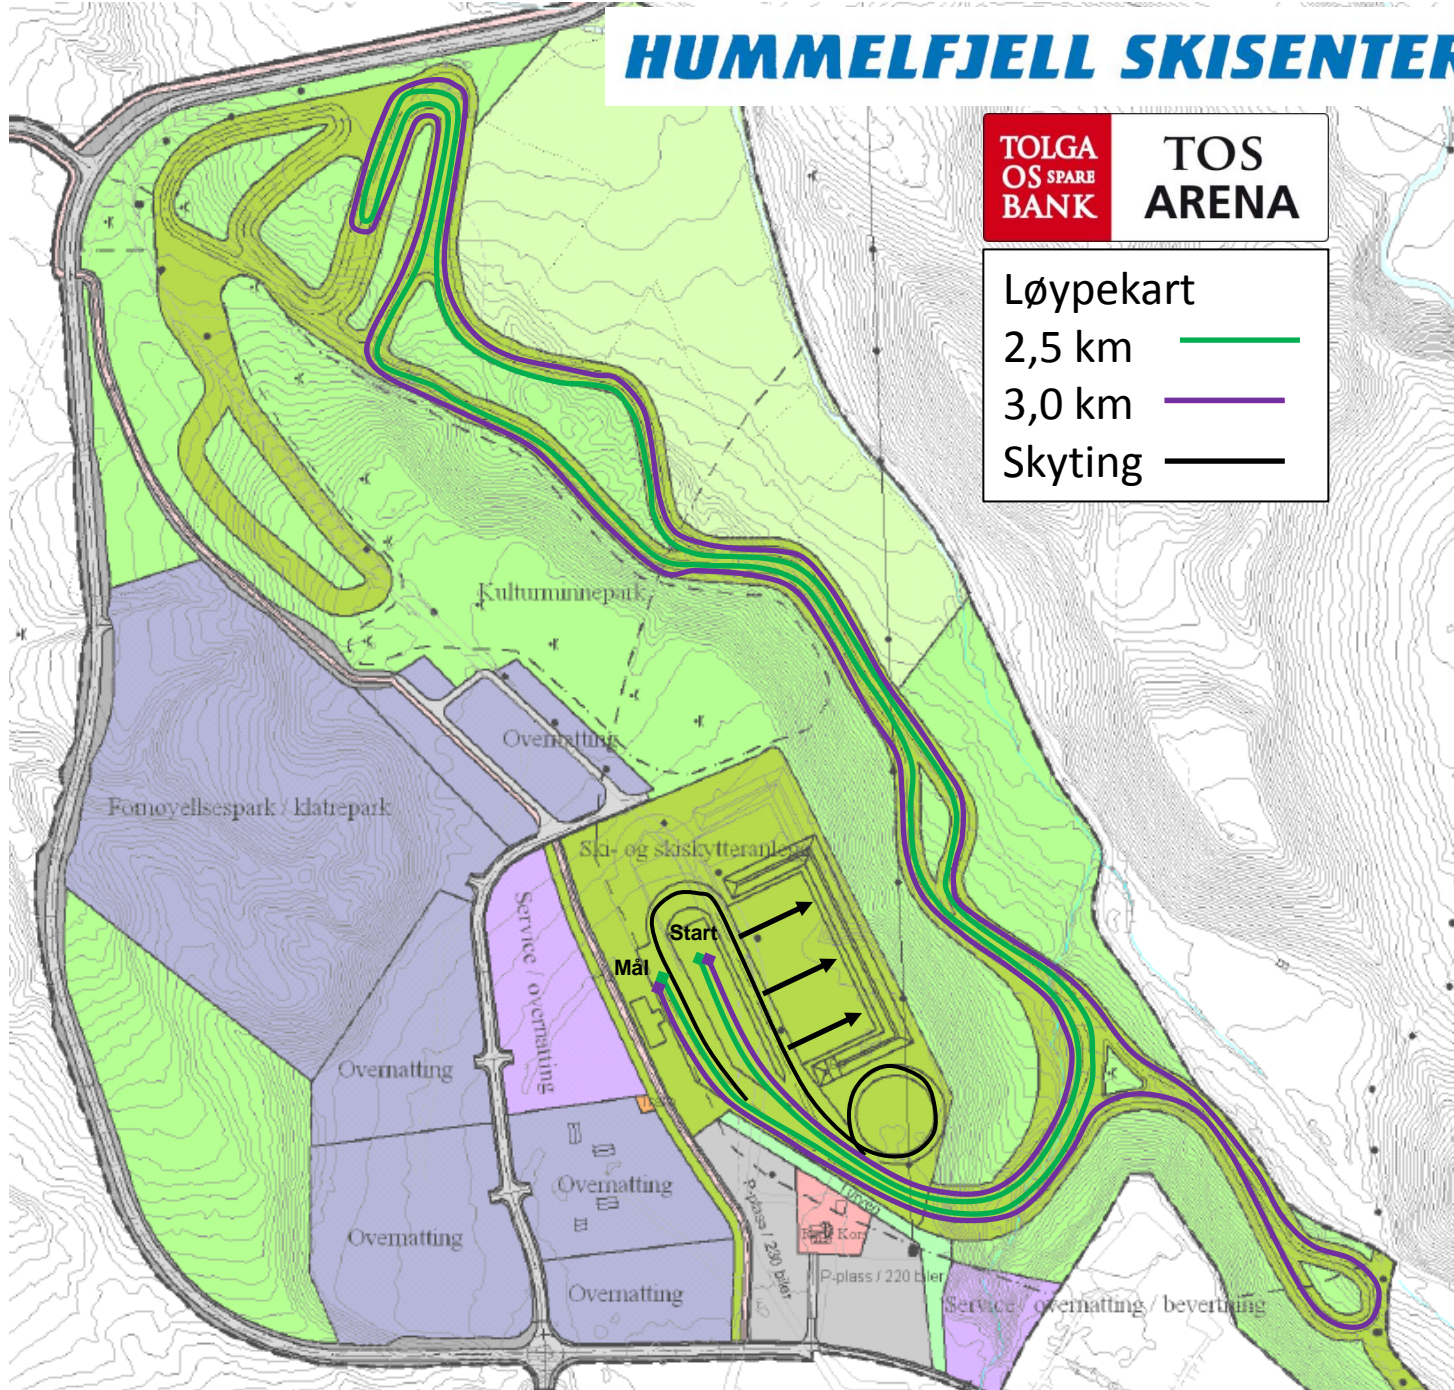 HUMMELFJELL SKISENTER
TOLGA
OS SPARE
BANK
TOS
ARENA
Løypekart
2,5 km
3,0 km
Skyting
Kulturminnepark
Overnatting
Fornøyellsespark / klatrepark
Ski- og skiskytteranlegg
Service / overnatting
Start
Mål
Overnatting
Overnatting
Overnatting
Overnatting
P-plass / 230 biler
Kors
P-plass / 220 biler
Service / overnatting / bevertning